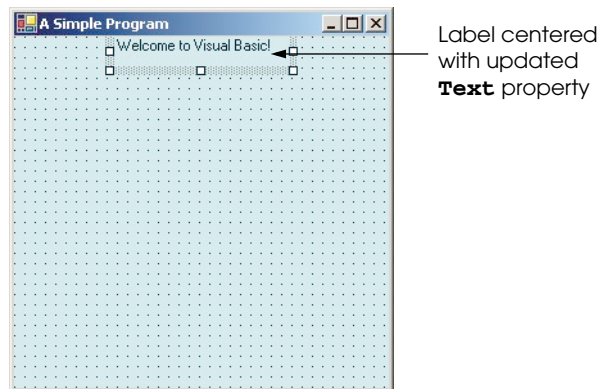 A Simple Program
Welcome to Visual Basic!
Label centered
with updated
Text property